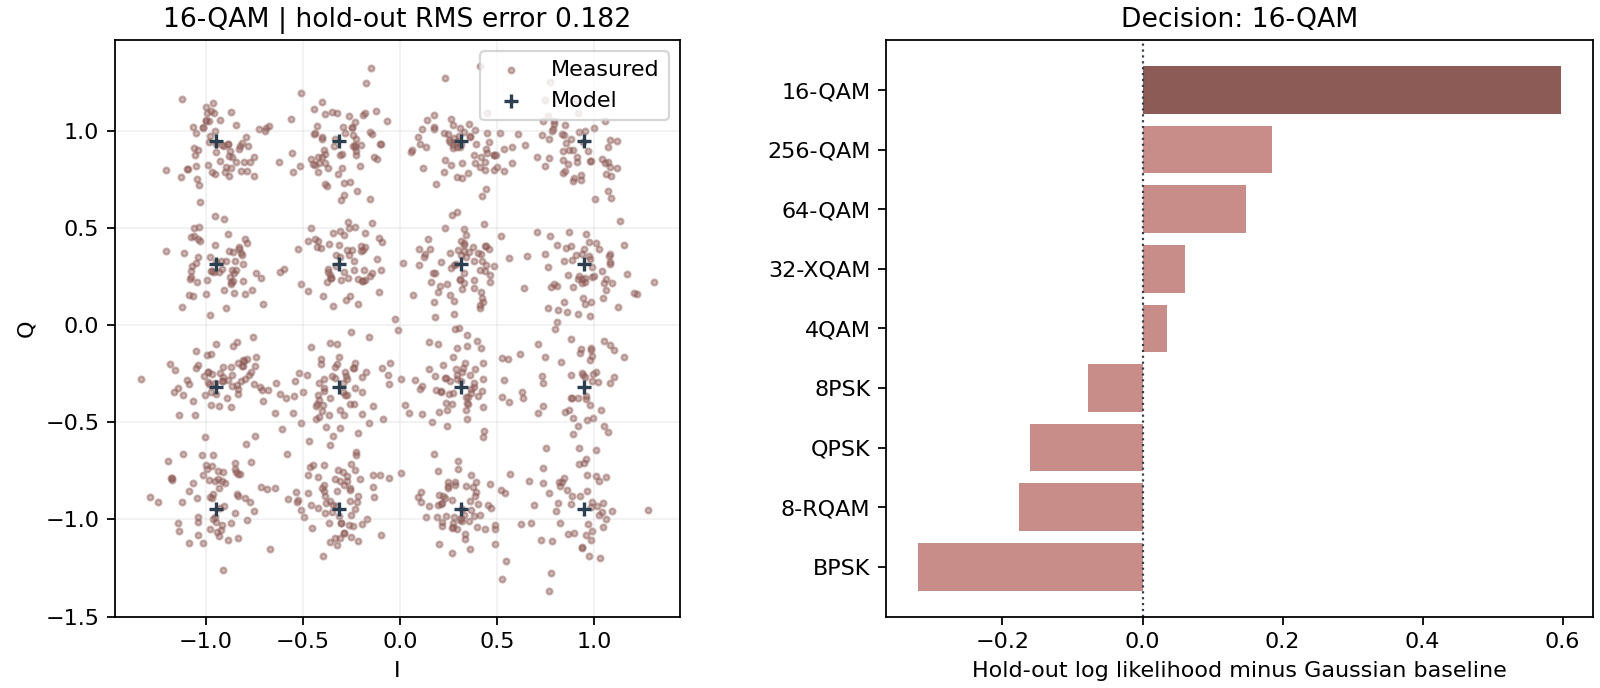 16-QAM | hold-out RMS error 0.182
Measured
Model
1.0
0.5
0.0
−0.5
−1.0
−1.5
Q
−1.0
−0.5
0.0
0.5
1.0
I
Decision: 16-QAM
16-QAM
256-QAM
64-QAM
32-XQAM
4QAM
8PSK
QPSK
8-RQAM
BPSK
−0.2
0.0
0.2
0.4
0.6
Hold-out log likelihood minus Gaussian baseline